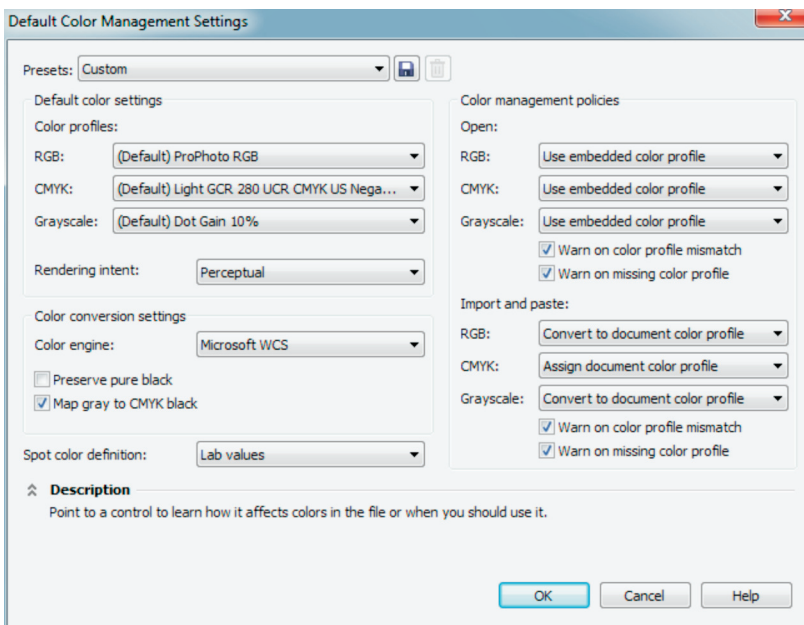 Default Color Management Settings
Presets: Custom
Default color settings
Color profiles:
RGB: (Default) ProPhoto RGB
CMYK: (Default) Light GCR 280 UCR CMYK US Nega...
Grayscale: (Default) Dot Gain 10%
Rendering intent: Perceptual
Color conversion settings
Color engine: Microsoft WCS
Preserve pure black
Map gray to CMYK black
Spot color definition: Lab values
Color management policies
Open:
RGB: Use embedded color profile
CMYK: Use embedded color profile
Grayscale: Use embedded color profile
Warn on color profile mismatch
Warn on missing color profile
Import and paste:
RGB: Convert to document color profile
CMYK: Assign document color profile
Grayscale: Convert to document color profile
Warn on color profile mismatch
Warn on missing color profile
Description
Point to a control to learn how it affects colors in the file or when you should use it.
OK Cancel Help